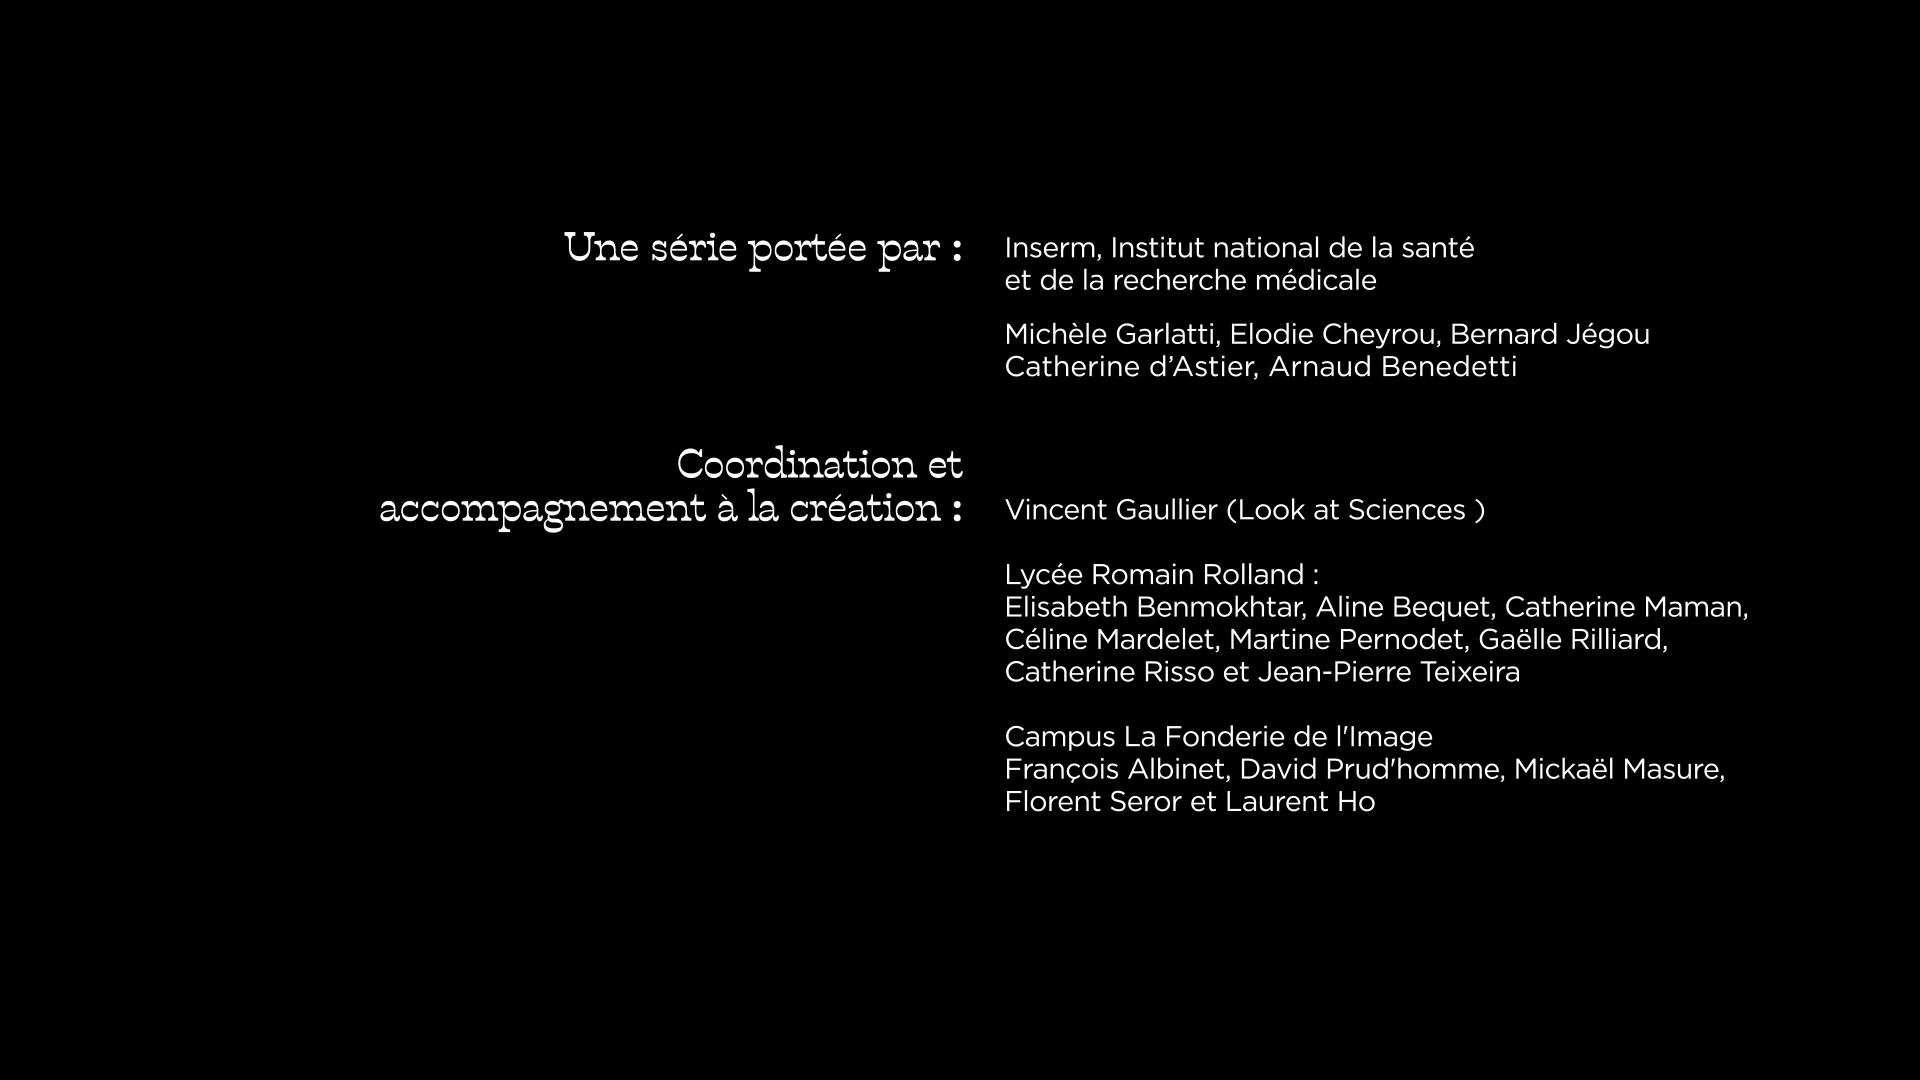 Une série portée par :
Inserm, Institut national de la santé
et de la recherche médicale
Michèle Garlatti, Elodie Cheyrou, Bernard Jégou
Catherine d’Astier, Arnaud Benedetti
Coordination et
accompagnement à la création :
Vincent Gaullier (Look at Sciences )
Lycée Romain Rolland :
Elisabeth Benmokhtar, Aline Bequet, Catherine Maman,
Céline Mardelet, Martine Pernodet, Gaëlle Rilliard,
Catherine Risso et Jean-Pierre Teixeira
Campus La Fonderie de l'Image
François Albinet, David Prud'homme, Mickaël Masure,
Florent Seror et Laurent Ho